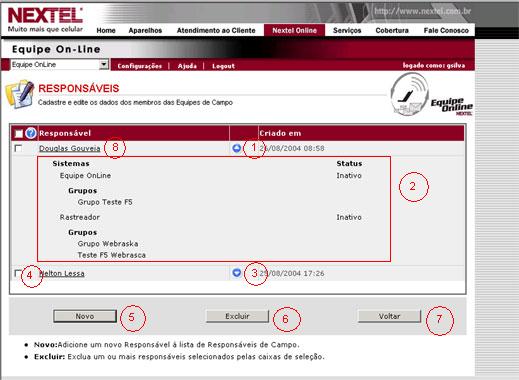 NEXTEL
Muito mais que celular
http://www.nextel.com.br
Home Aparelhos Atendimento ao Cliente Nextel Online Serviços Cobertura Fale Conosco
Equipe On-Line
Equipe OnLine Configurações | Ajuda | Logout logado como: gsilva
RESPONSÁVEIS
Cadastre e edite os dados dos membros das Equipes de Campo
Equipe Online
NEXTEL
? Responsável Criado em
Douglas Gouveia 8 1 26/08/2004 08:58
Sistemas Status
Equipe OnLine Inativo
2
Grupos
Grupo Teste F5
Rastreador Inativo
Grupos
Grupo Webraska
Teste F5 Webrasca
4 Nelton Lessa 3 25/08/2004 17:26
Novo 5 Excluir 6 Voltar 7
• Novo:Adicione um novo Responsável à lista de Responsáveis de Campo.
• Excluir: Exclua um ou mais responsáveis selecionados pelas caixas de seleção.